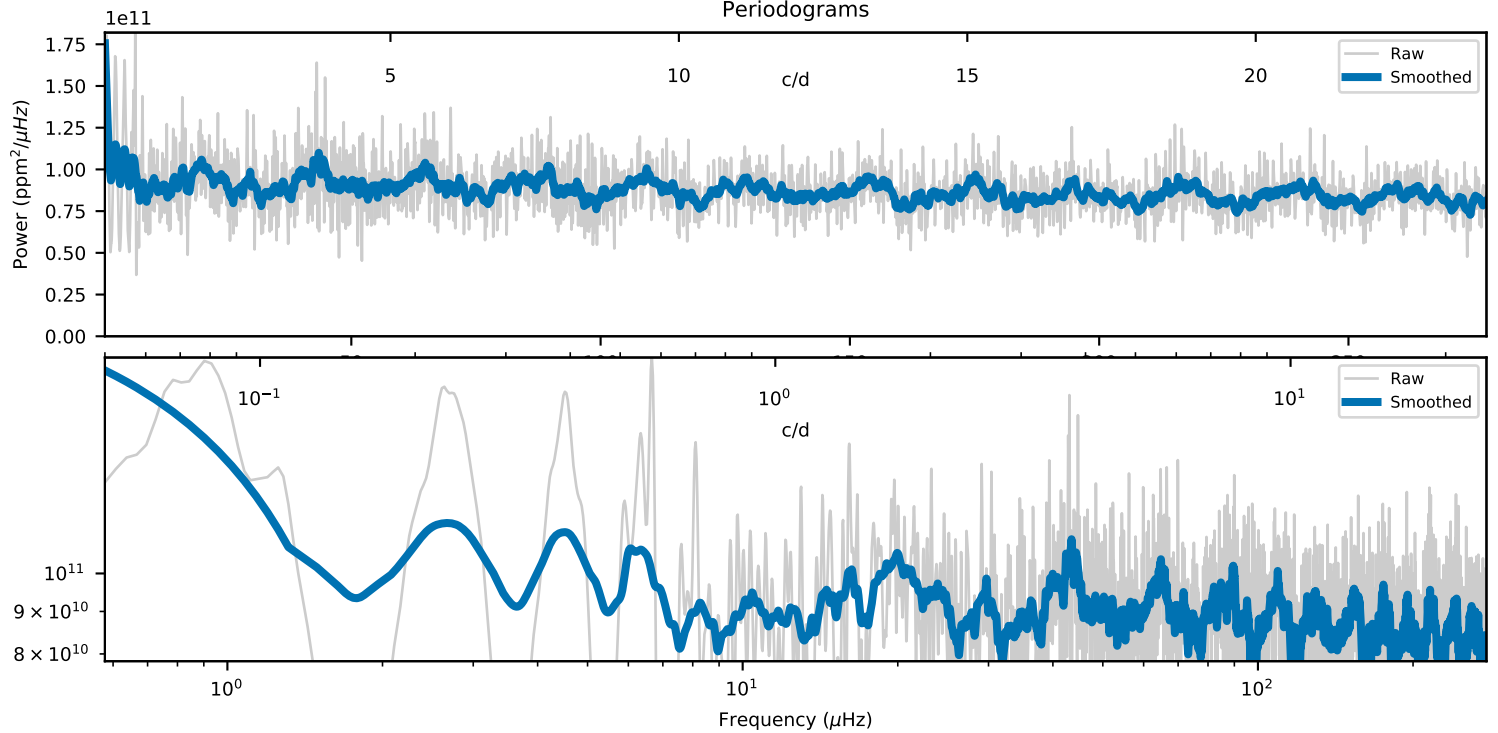 Periodograms
1e11
Power (ppm²/μHz)
1.75
1.50
1.25
1.00
0.75
0.50
0.25
0.00
5
10
15
20
c/d
Raw
Smoothed
10⁻¹
10⁰
10¹
c/d
Raw
Smoothed
10¹¹
9 × 10¹⁰
8 × 10¹⁰
10⁰
10¹
10²
Frequency (μHz)